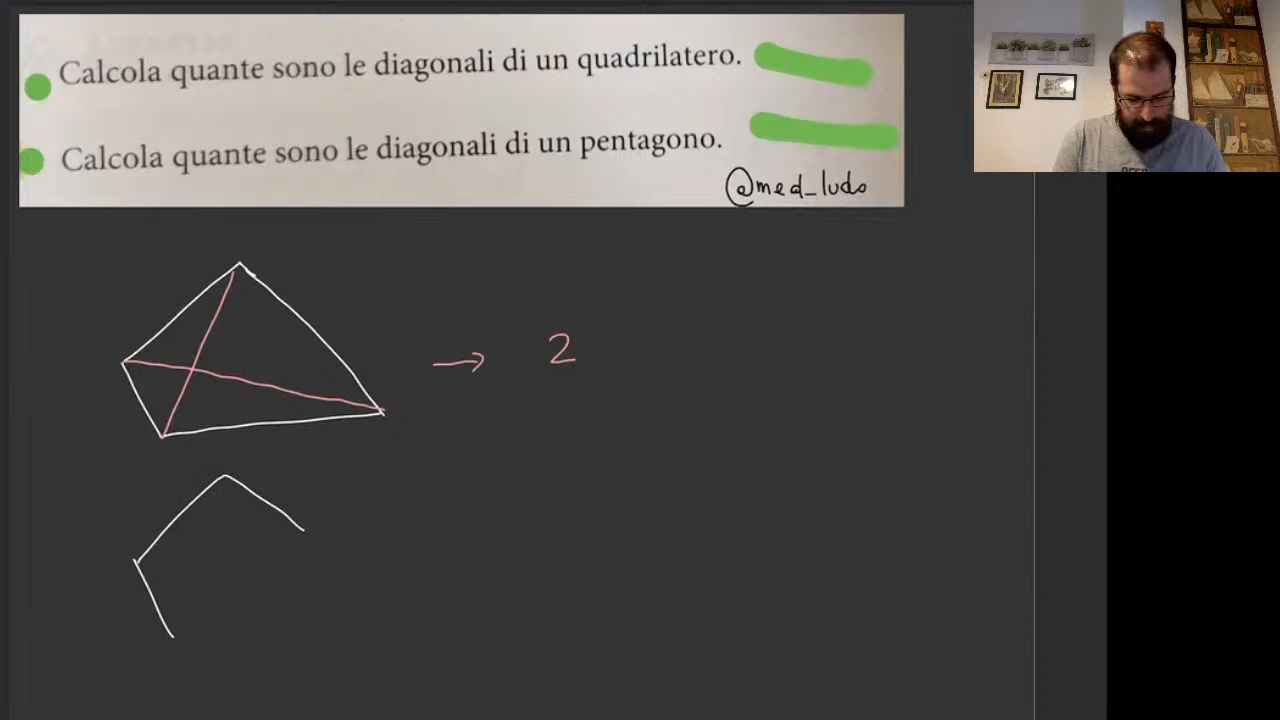 Calcola quante sono le diagonali di un quadrilatero.
Calcola quante sono le diagonali di un pentagono.
@med_ludo
→ 2